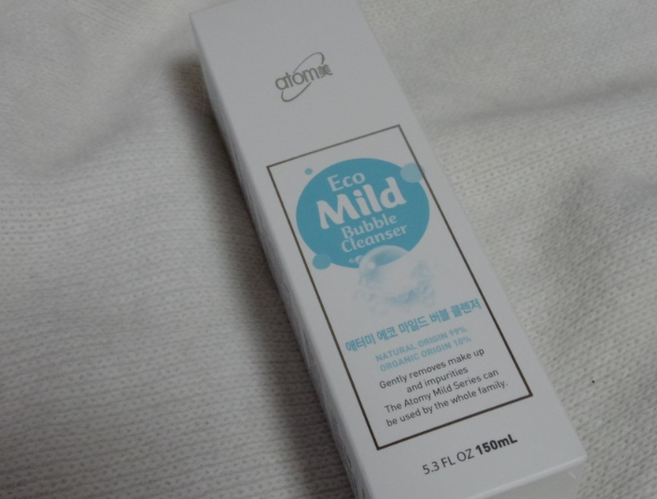 atom美
Eco
Mild
Bubble
Cleanser
애터미 에코 마일드 버블 클렌저
NATURAL ORIGIN 99%
ORGANIC ORIGIN 10%
Gently removes make up
and impurities
The Atomy Mild Series can
be used by the whole family.
5.3 FL OZ 150mL